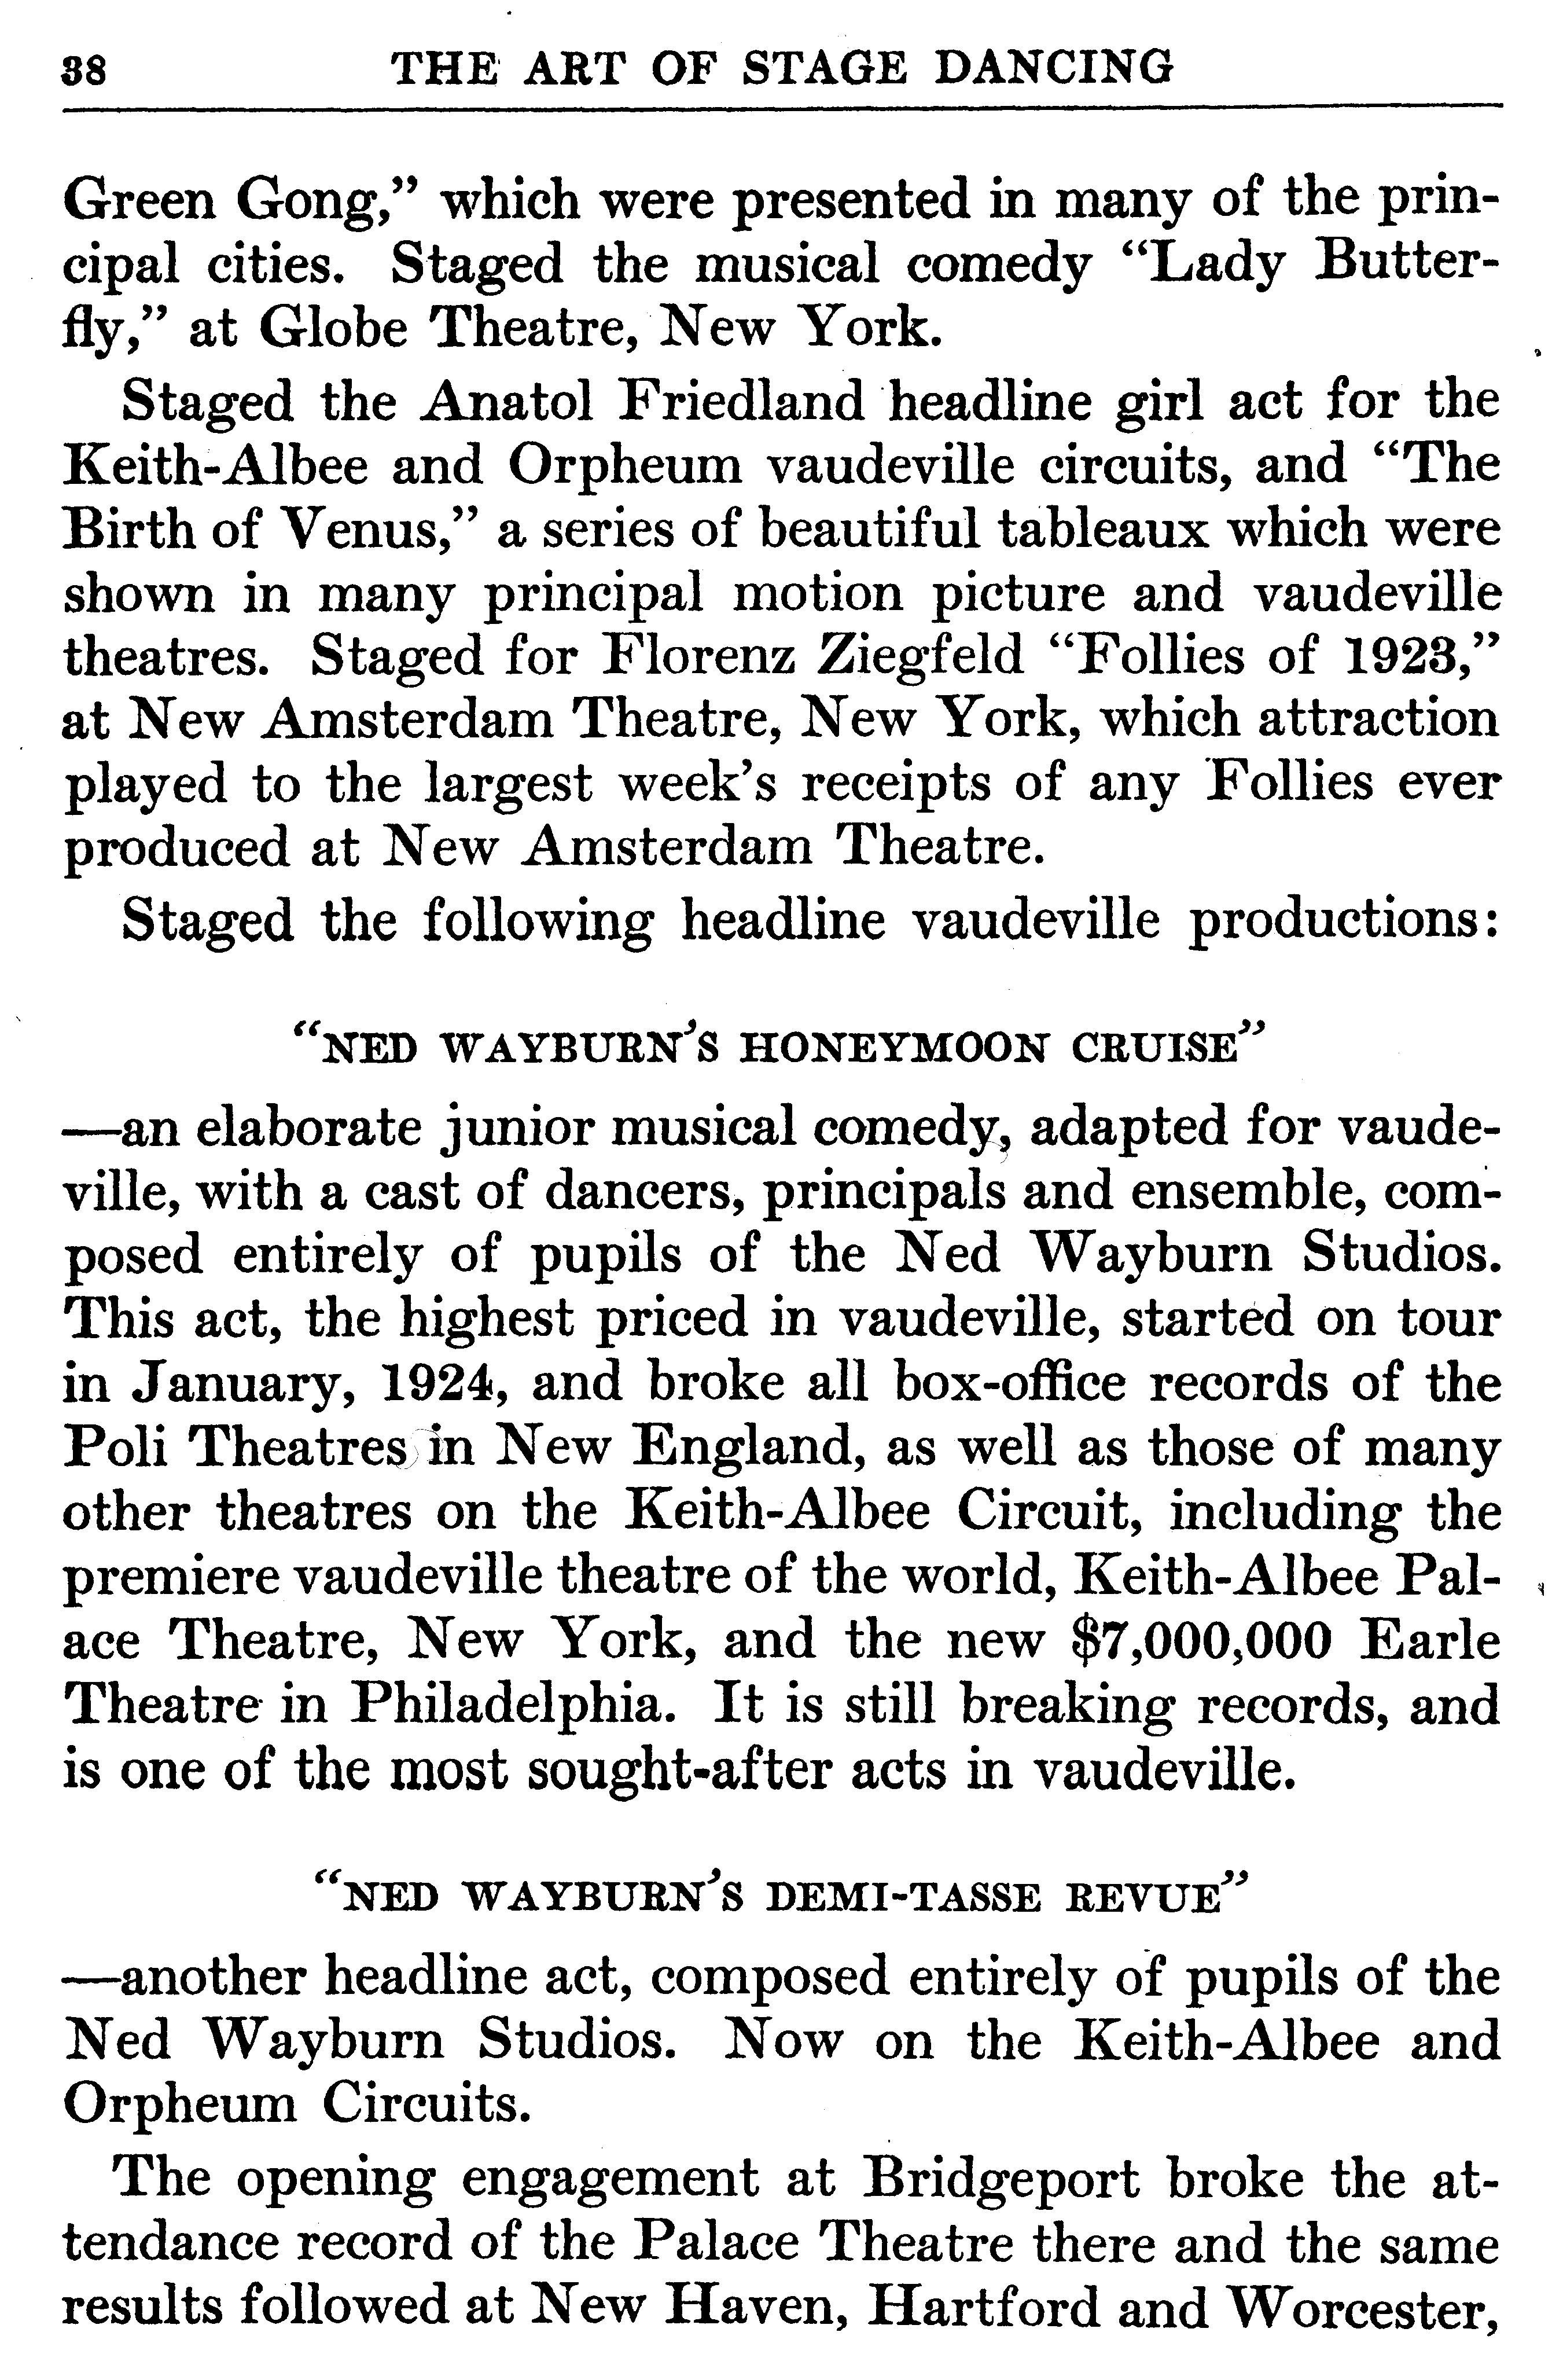 38 THE ART OF STAGE DANCING
Green Gong,” which were presented in many of the prin-
cipal cities. Staged the musical comedy “Lady Butter-
fly,” at Globe Theatre, New York.
Staged the Anatol Friedland headline girl act for the
Keith-Albee and Orpheum vaudeville circuits, and “The
Birth of Venus,” a series of beautiful tableaux which were
shown in many principal motion picture and vaudeville
theatres. Staged for Florenz Ziegfeld “Follies of 1923,”
at New Amsterdam Theatre, New York, which attraction
played to the largest week’s receipts of any Follies ever
produced at New Amsterdam Theatre.
Staged the following headline vaudeville productions:
“NED WAYBURN’S HONEYMOON CRUISE”
—an elaborate junior musical comedy, adapted for vaude-
ville, with a cast of dancers, principals and ensemble, com-
posed entirely of pupils of the Ned Wayburn Studios.
This act, the highest priced in vaudeville, started on tour
in January, 1924, and broke all box-office records of the
Poli Theatres in New England, as well as those of many
other theatres on the Keith-Albee Circuit, including the
premiere vaudeville theatre of the world, Keith-Albee Pal-
ace Theatre, New York, and the new $7,000,000 Earle
Theatre in Philadelphia. It is still breaking records, and
is one of the most sought-after acts in vaudeville.
“NED WAYBURN’S DEMI-TASSE REVUE”
—another headline act, composed entirely of pupils of the
Ned Wayburn Studios. Now on the Keith-Albee and
Orpheum Circuits.
The opening engagement at Bridgeport broke the at-
tendance record of the Palace Theatre there and the same
results followed at New Haven, Hartford and Worcester,